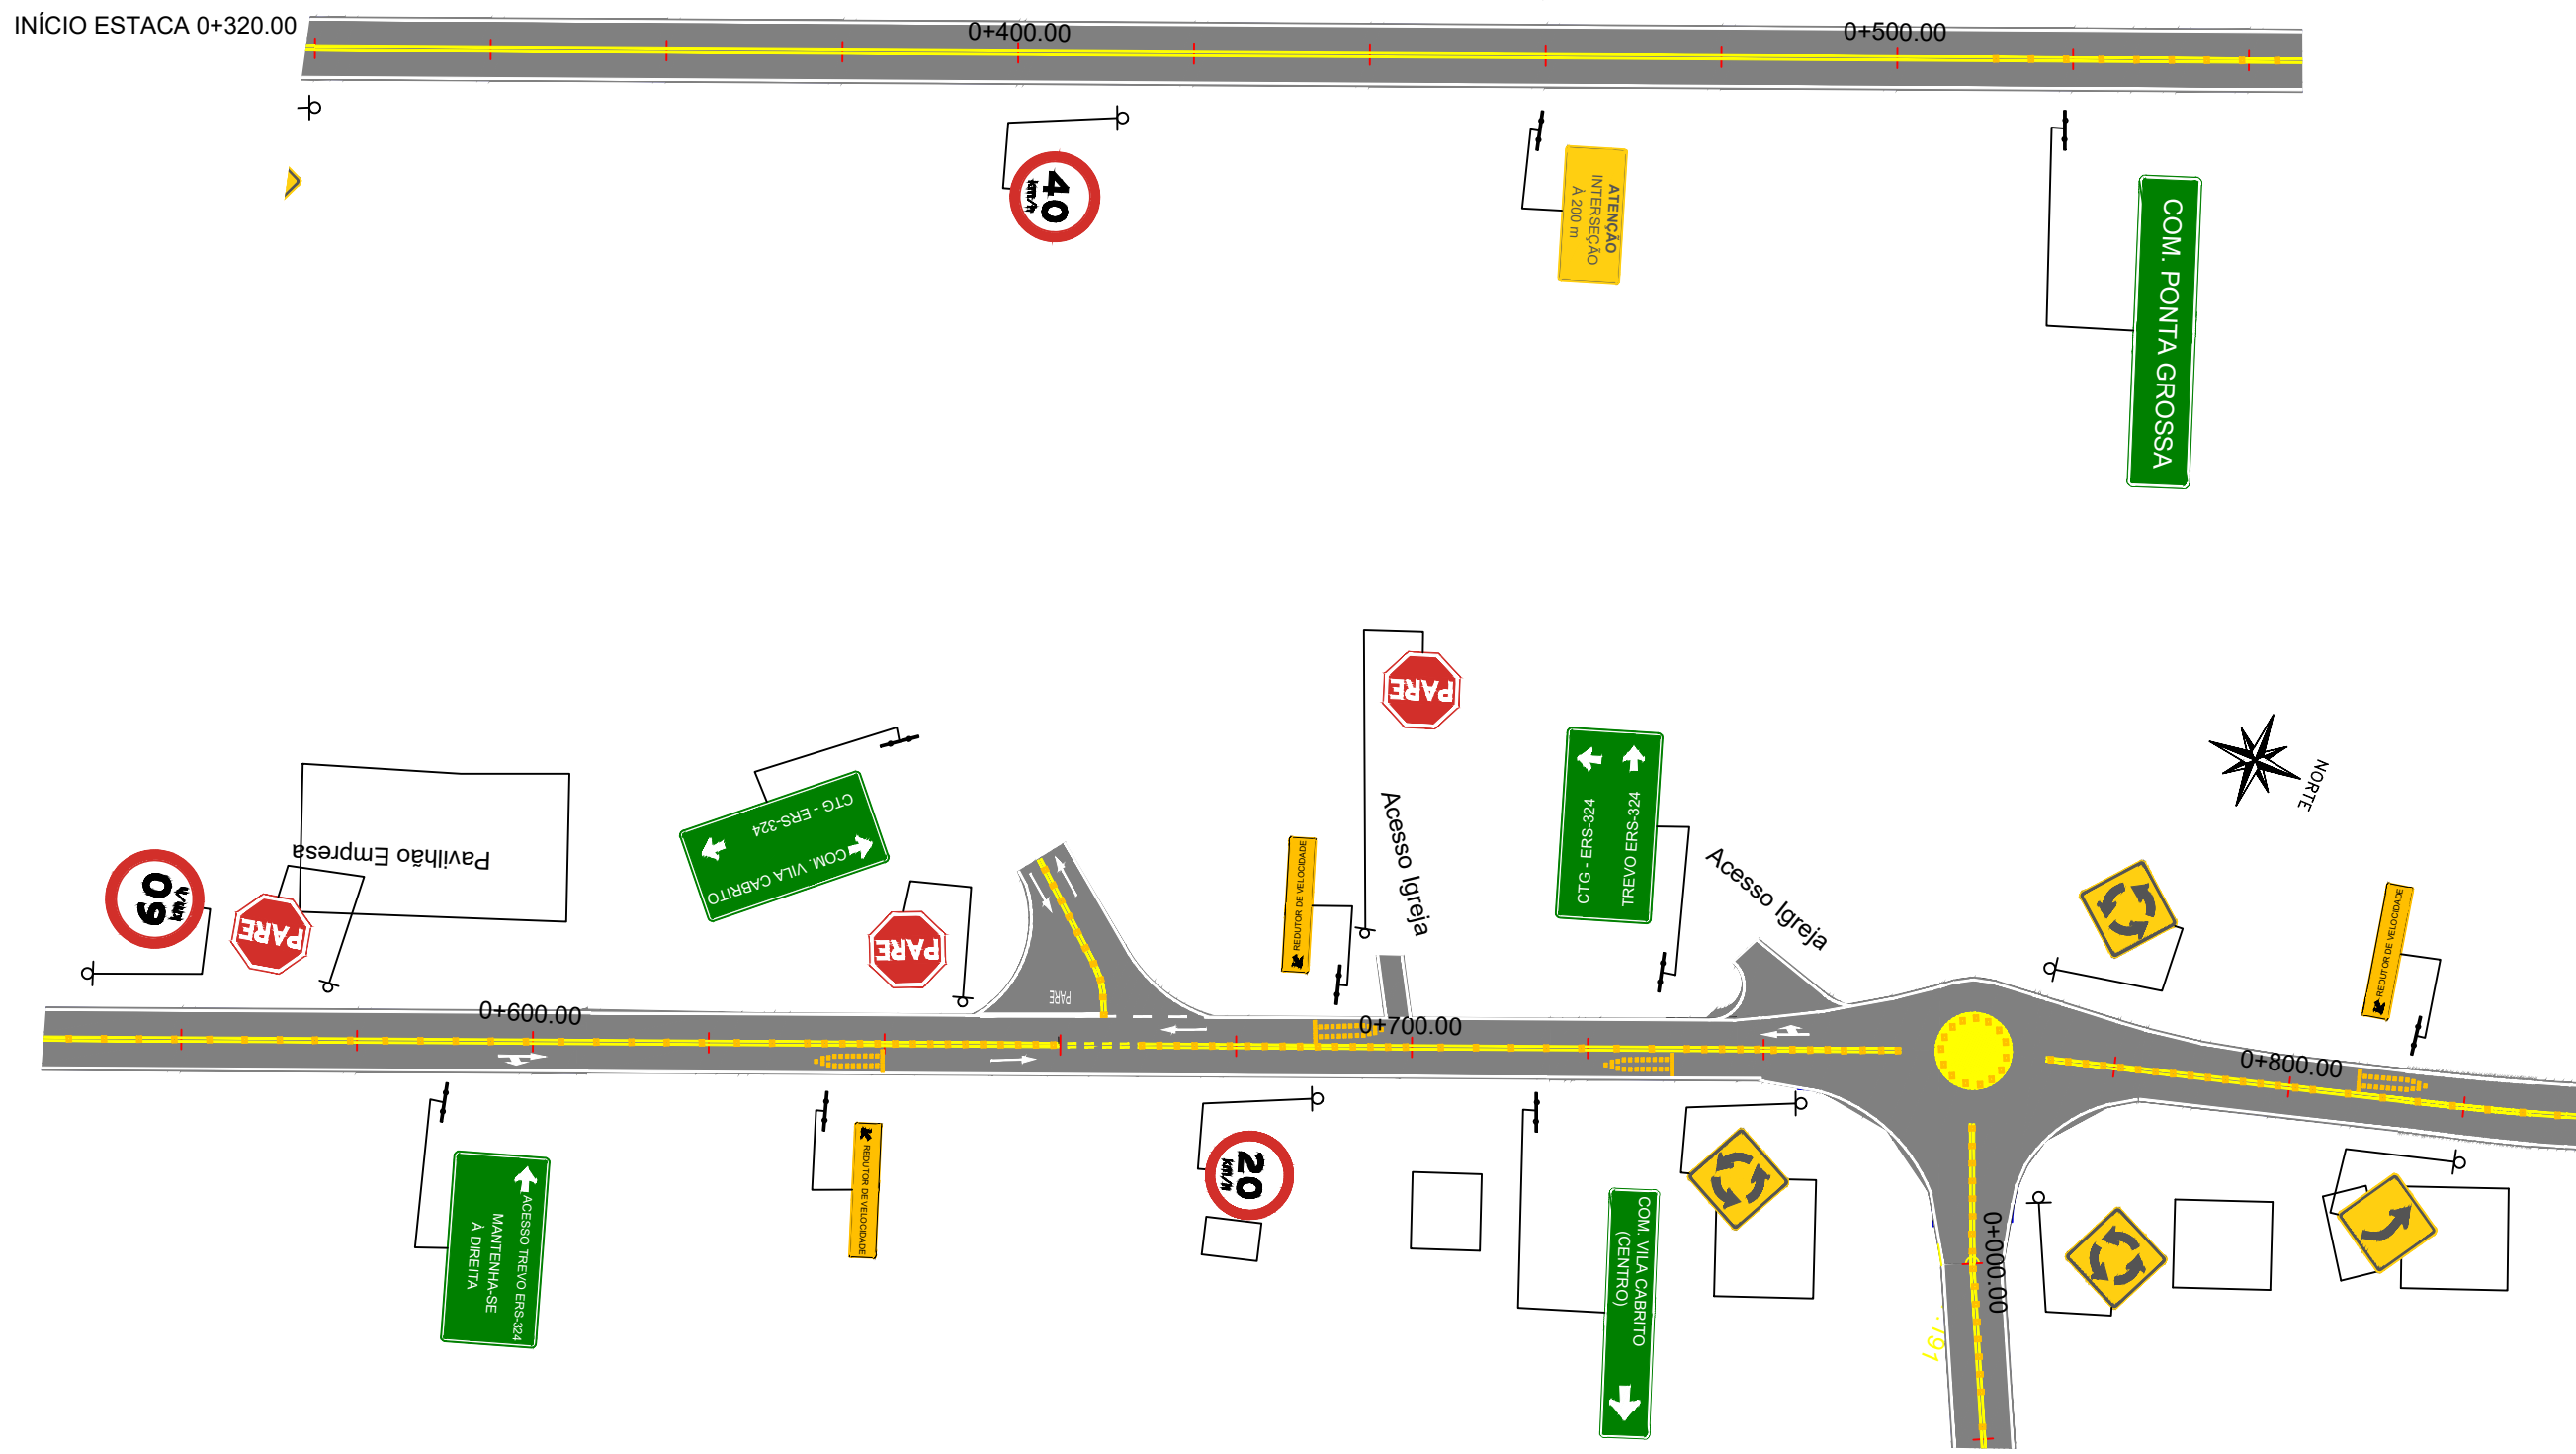 INÍCIO ESTACA 0+320.00
0+400.00
0+500.00
40
km/h
ATENÇÃO
INTERSEÇÃO
À 200 m
COM. PONTA GROSSA
PARE
CTG - ERS-324
COM. VILA CABRITO
Pavilhão Empresa
60
km/h
PARE
PARE
REDUTOR DE VELOCIDADE
Acesso Igreja
TREVO ERS-324
CTG - ERS-324
Acesso Igreja
NORTE
REDUTOR DE VELOCIDADE
PARE
0+600.00
0+700.00
0+800.00
ACESSO TREVO ERS-324
MANTENHA-SE
À DIREITA
REDUTOR DE VELOCIDADE
20
km/h
COM. VILA CABRITO
(CENTRO)
0+000.00